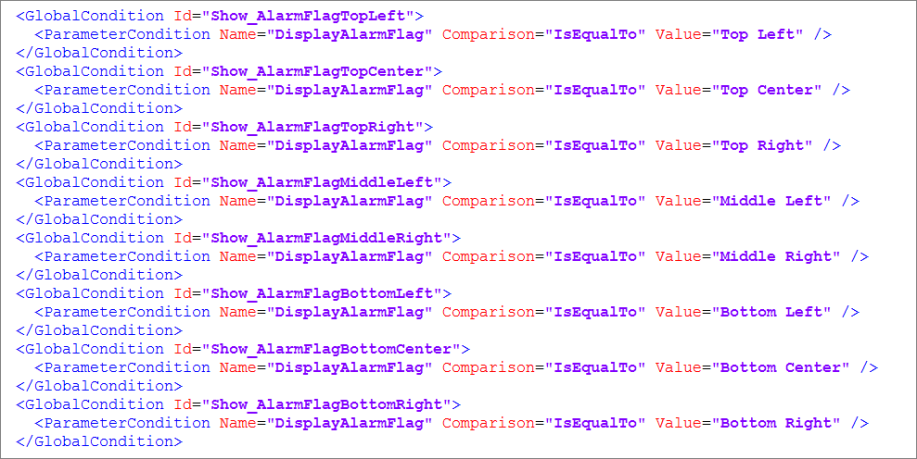 <GlobalCondition Id="Show_AlarmFlagTopLeft">
  <ParameterCondition Name="DisplayAlarmFlag" Comparison="IsEqualTo" Value="Top Left" />
</GlobalCondition>
<GlobalCondition Id="Show_AlarmFlagTopCenter">
  <ParameterCondition Name="DisplayAlarmFlag" Comparison="IsEqualTo" Value="Top Center" />
</GlobalCondition>
<GlobalCondition Id="Show_AlarmFlagTopRight">
  <ParameterCondition Name="DisplayAlarmFlag" Comparison="IsEqualTo" Value="Top Right" />
</GlobalCondition>
<GlobalCondition Id="Show_AlarmFlagMiddleLeft">
  <ParameterCondition Name="DisplayAlarmFlag" Comparison="IsEqualTo" Value="Middle Left" />
</GlobalCondition>
<GlobalCondition Id="Show_AlarmFlagMiddleRight">
  <ParameterCondition Name="DisplayAlarmFlag" Comparison="IsEqualTo" Value="Middle Right" />
</GlobalCondition>
<GlobalCondition Id="Show_AlarmFlagBottomLeft">
  <ParameterCondition Name="DisplayAlarmFlag" Comparison="IsEqualTo" Value="Bottom Left" />
</GlobalCondition>
<GlobalCondition Id="Show_AlarmFlagBottomCenter">
  <ParameterCondition Name="DisplayAlarmFlag" Comparison="IsEqualTo" Value="Bottom Center" />
</GlobalCondition>
<GlobalCondition Id="Show_AlarmFlagBottomRight">
  <ParameterCondition Name="DisplayAlarmFlag" Comparison="IsEqualTo" Value="Bottom Right" />
</GlobalCondition>